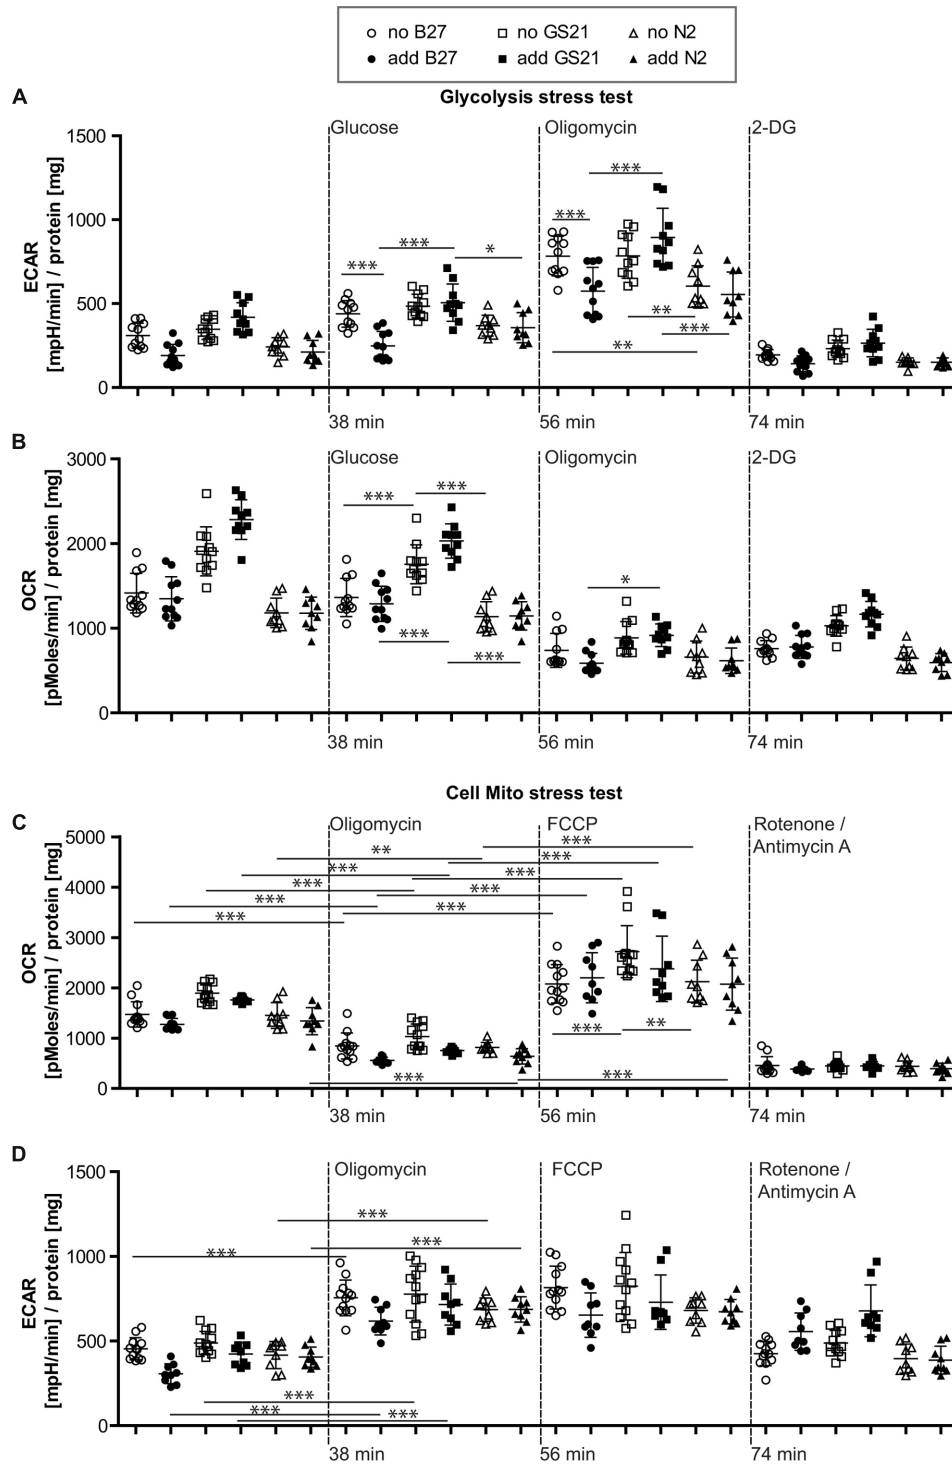 no B27 no GS21 no N2
add B27 add GS21 add N2
A
Glycolysis stress test
Glucose Oligomycin 2-DG
ECAR
[mpH/min] / protein [mg]
1500
1000
500
0
***
***
*
***
***
**
***
**
38 min 56 min 74 min
B
Glucose Oligomycin 2-DG
OCR
[pMoles/min] / protein [mg]
3000
2000
1000
0
***
***
***
***
*
38 min 56 min 74 min
Cell Mito stress test
C
Oligomycin FCCP Rotenone /
Antimycin A
OCR
[pMoles/min] / protein [mg]
5000
4000
3000
2000
1000
0
***
**
***
***
***
***
***
***
***
***
***
**
***
***
38 min 56 min 74 min
D
Oligomycin FCCP Rotenone /
Antimycin A
ECAR
[mpH/min] / protein [mg]
1500
1000
500
0
***
***
***
***
***
***
38 min 56 min 74 min